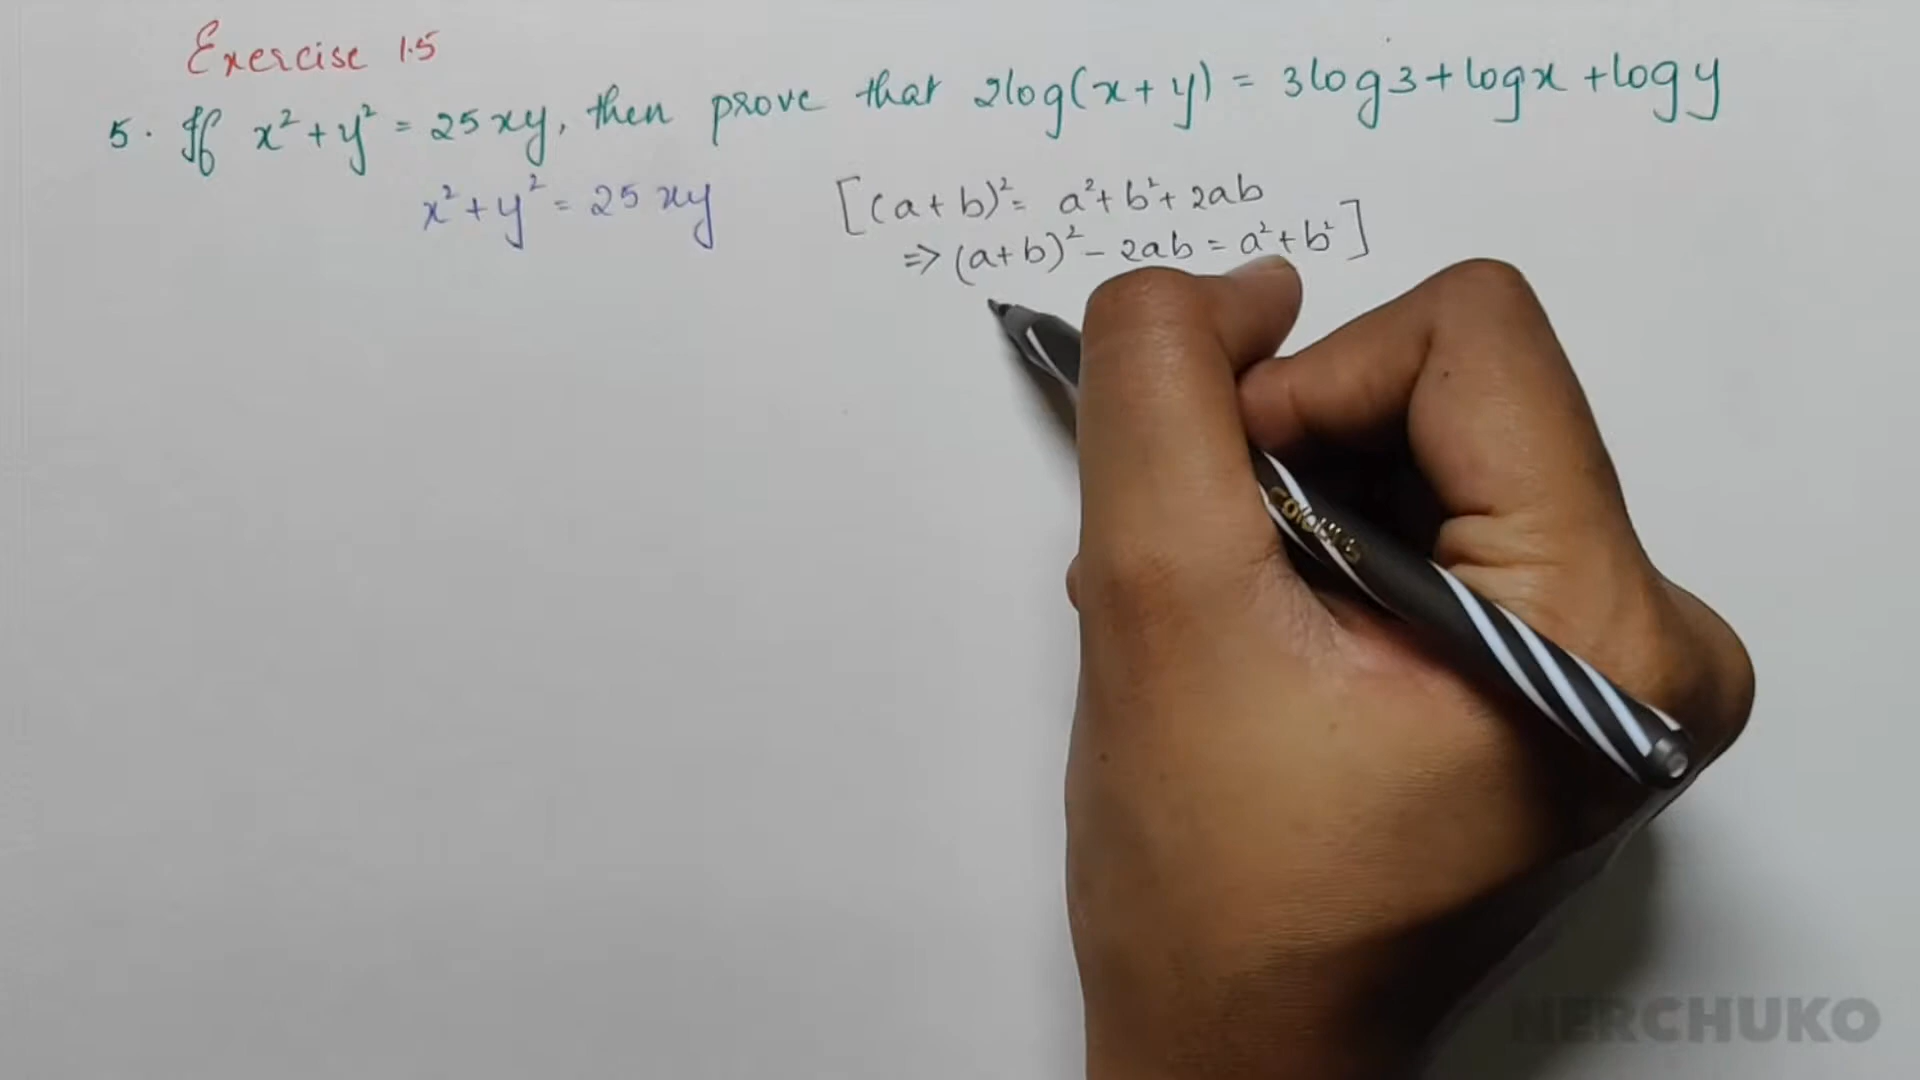 Exercise 1.5
5. If x² + y² = 25xy, then prove that 2log(x+y) = 3log3 + logx + logy
x² + y² = 25xy
[(a+b)² = a² + b² + 2ab
⇒ (a+b)² - 2ab = a² + b²]
NERCHUKO